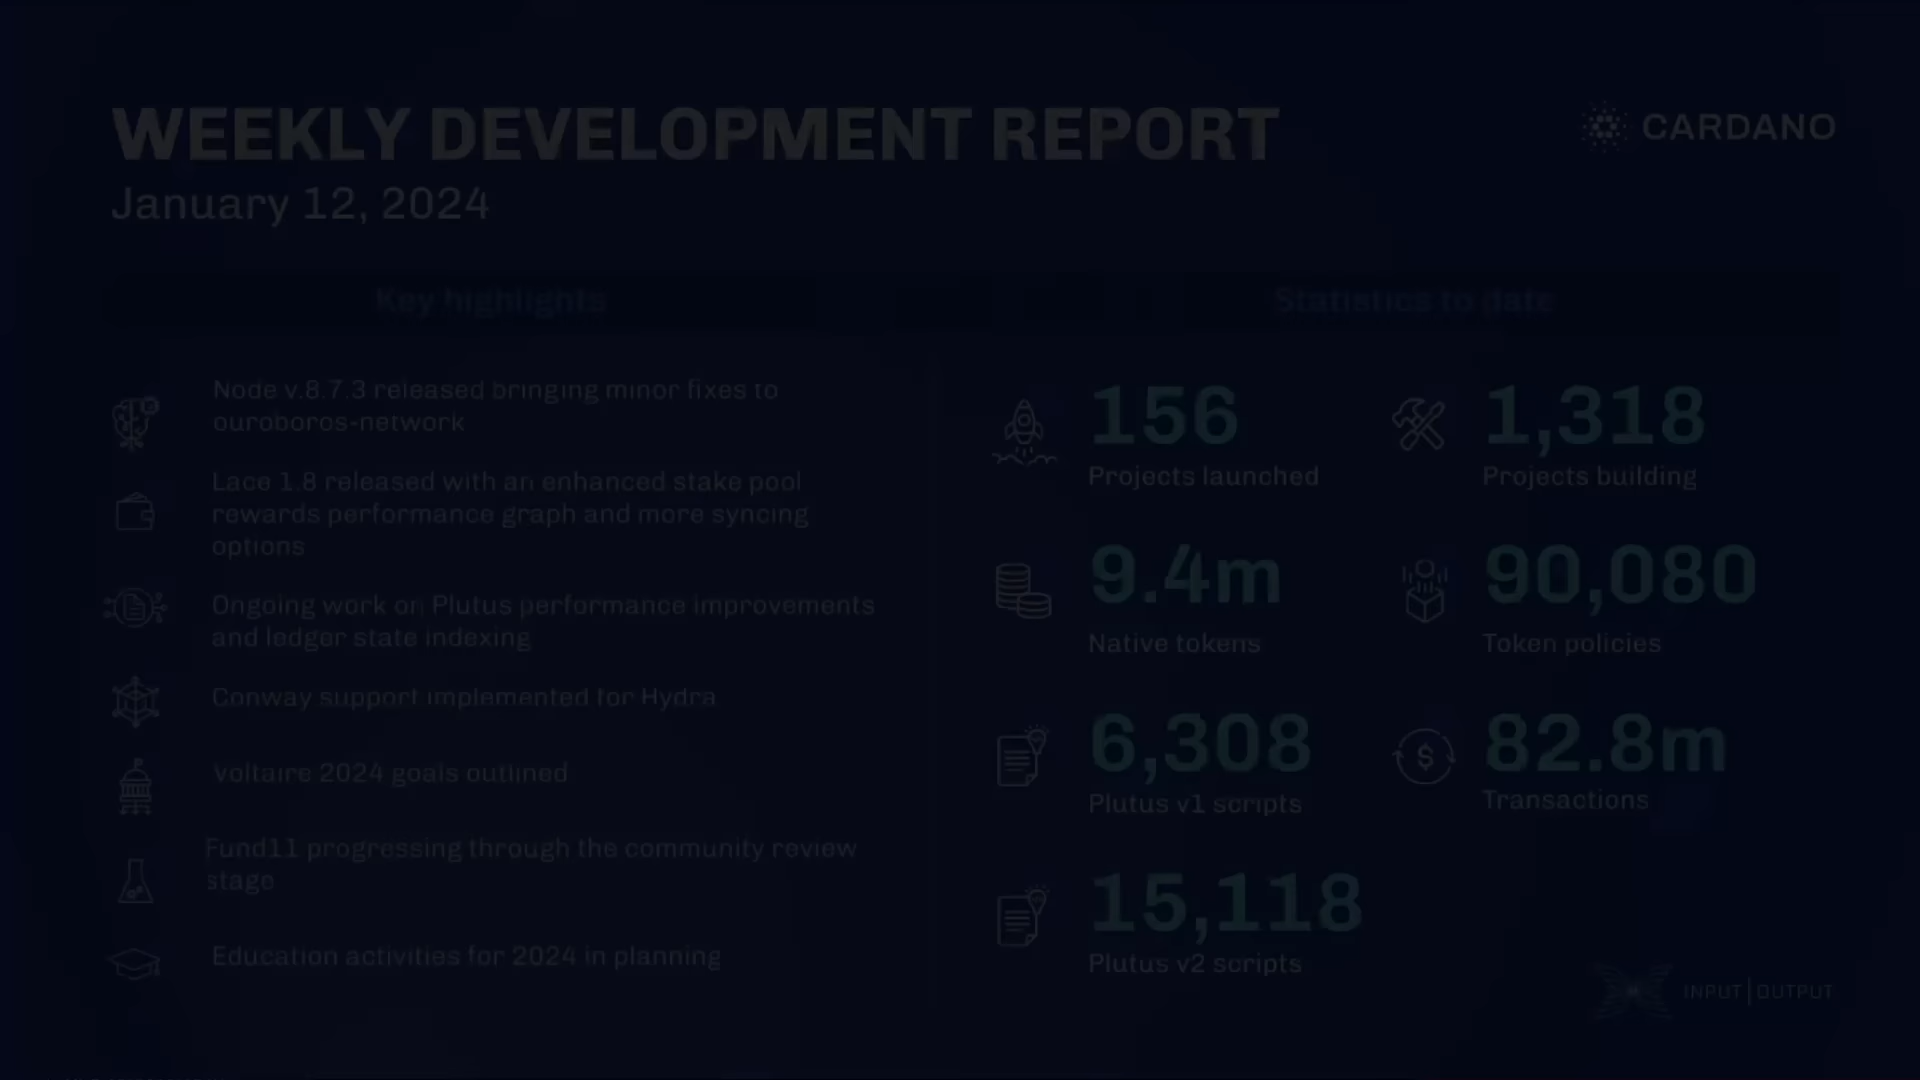 WEEKLY DEVELOPMENT REPORT
January 12, 2024
CARDANO
Key highlights
Node v.8.7.3 released bringing minor fixes to
ouroboros-network
Lace 1.8 released with an enhanced stake pool
rewards performance graph and more syncing
options
Ongoing work on Plutus performance improvements
and ledger state indexing
Conway support implemented for Hydra
Voltaire 2024 goals outlined
Fund11 progressing through the community review
stage
Education activities for 2024 in planning
Statistics to date
156
Projects launched
1,318
Projects building
9.4m
Native tokens
90,080
Token policies
6,308
Plutus v1 scripts
82.8m
Transactions
15,118
Plutus v2 scripts
INPUT|OUTPUT